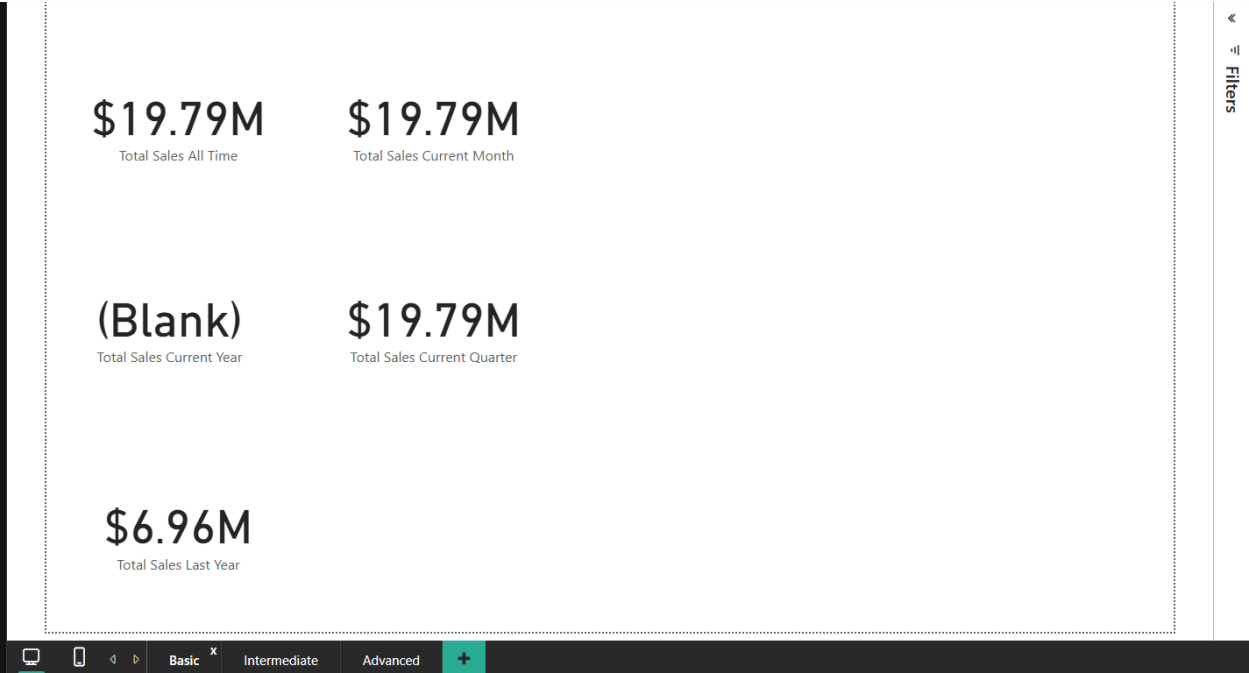 $19.79M
Total Sales All Time
$19.79M
Total Sales Current Month
(Blank)
Total Sales Current Year
$19.79M
Total Sales Current Quarter
$6.96M
Total Sales Last Year
Filters
Basic x
Intermediate
Advanced